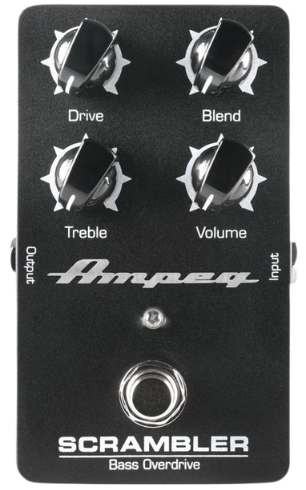 Drive
Blend
Treble
Volume
Output
Ampeg
Input
SCRAMBLER
Bass Overdrive